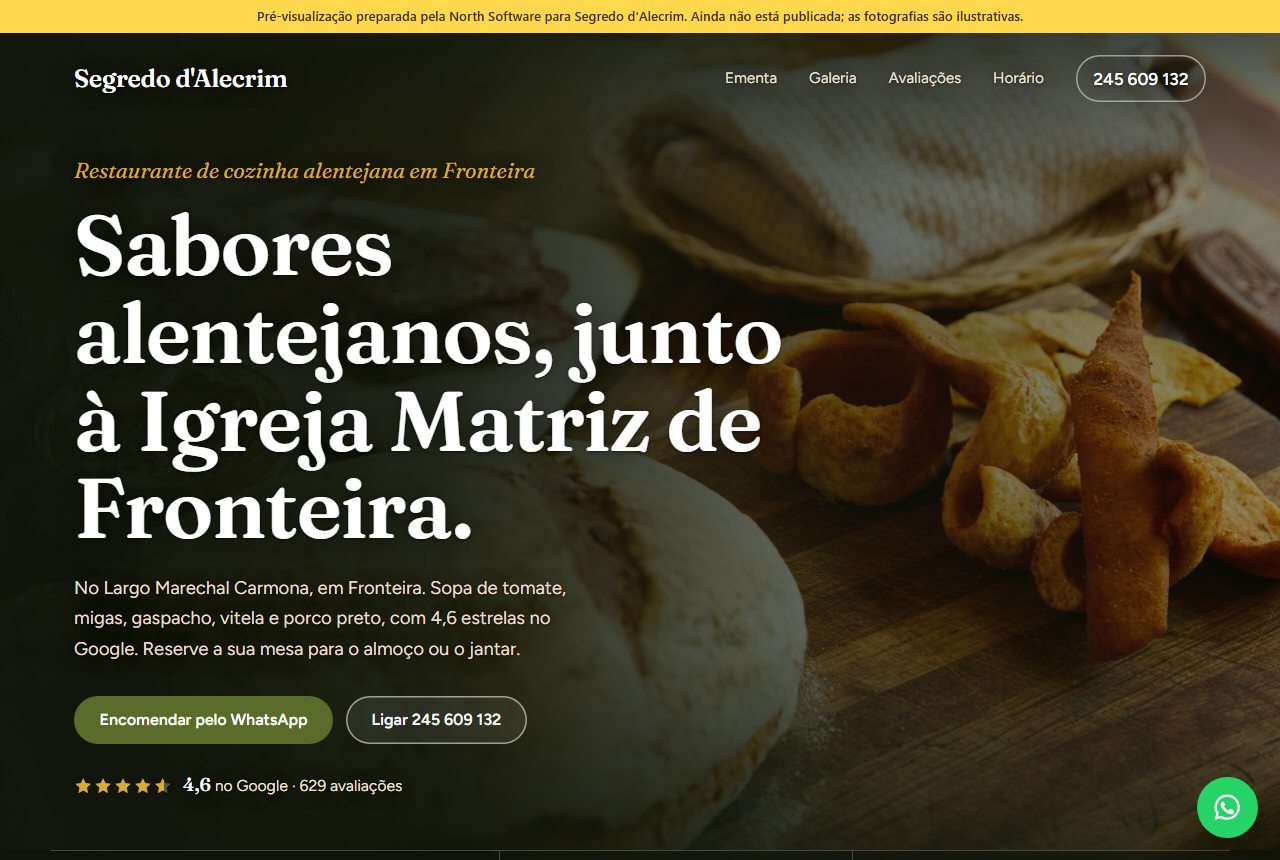 Pré-visualização preparada pela North Software para Segredo d'Alecrim. Ainda não está publicada; as fotografias são ilustrativas.
Segredo d'Alecrim
Ementa
Galeria
Avaliações
Horário
245 609 132
Restaurante de cozinha alentejana em Fronteira
Sabores
alentejanos, junto
à Igreja Matriz de
Fronteira.
No Largo Marechal Carmona, em Fronteira. Sopa de tomate,
migas, gaspacho, vitela e porco preto, com 4,6 estrelas no
Google. Reserve a sua mesa para o almoço ou o jantar.
Encomendar pelo WhatsApp
Ligar 245 609 132
4,6 no Google · 629 avaliações